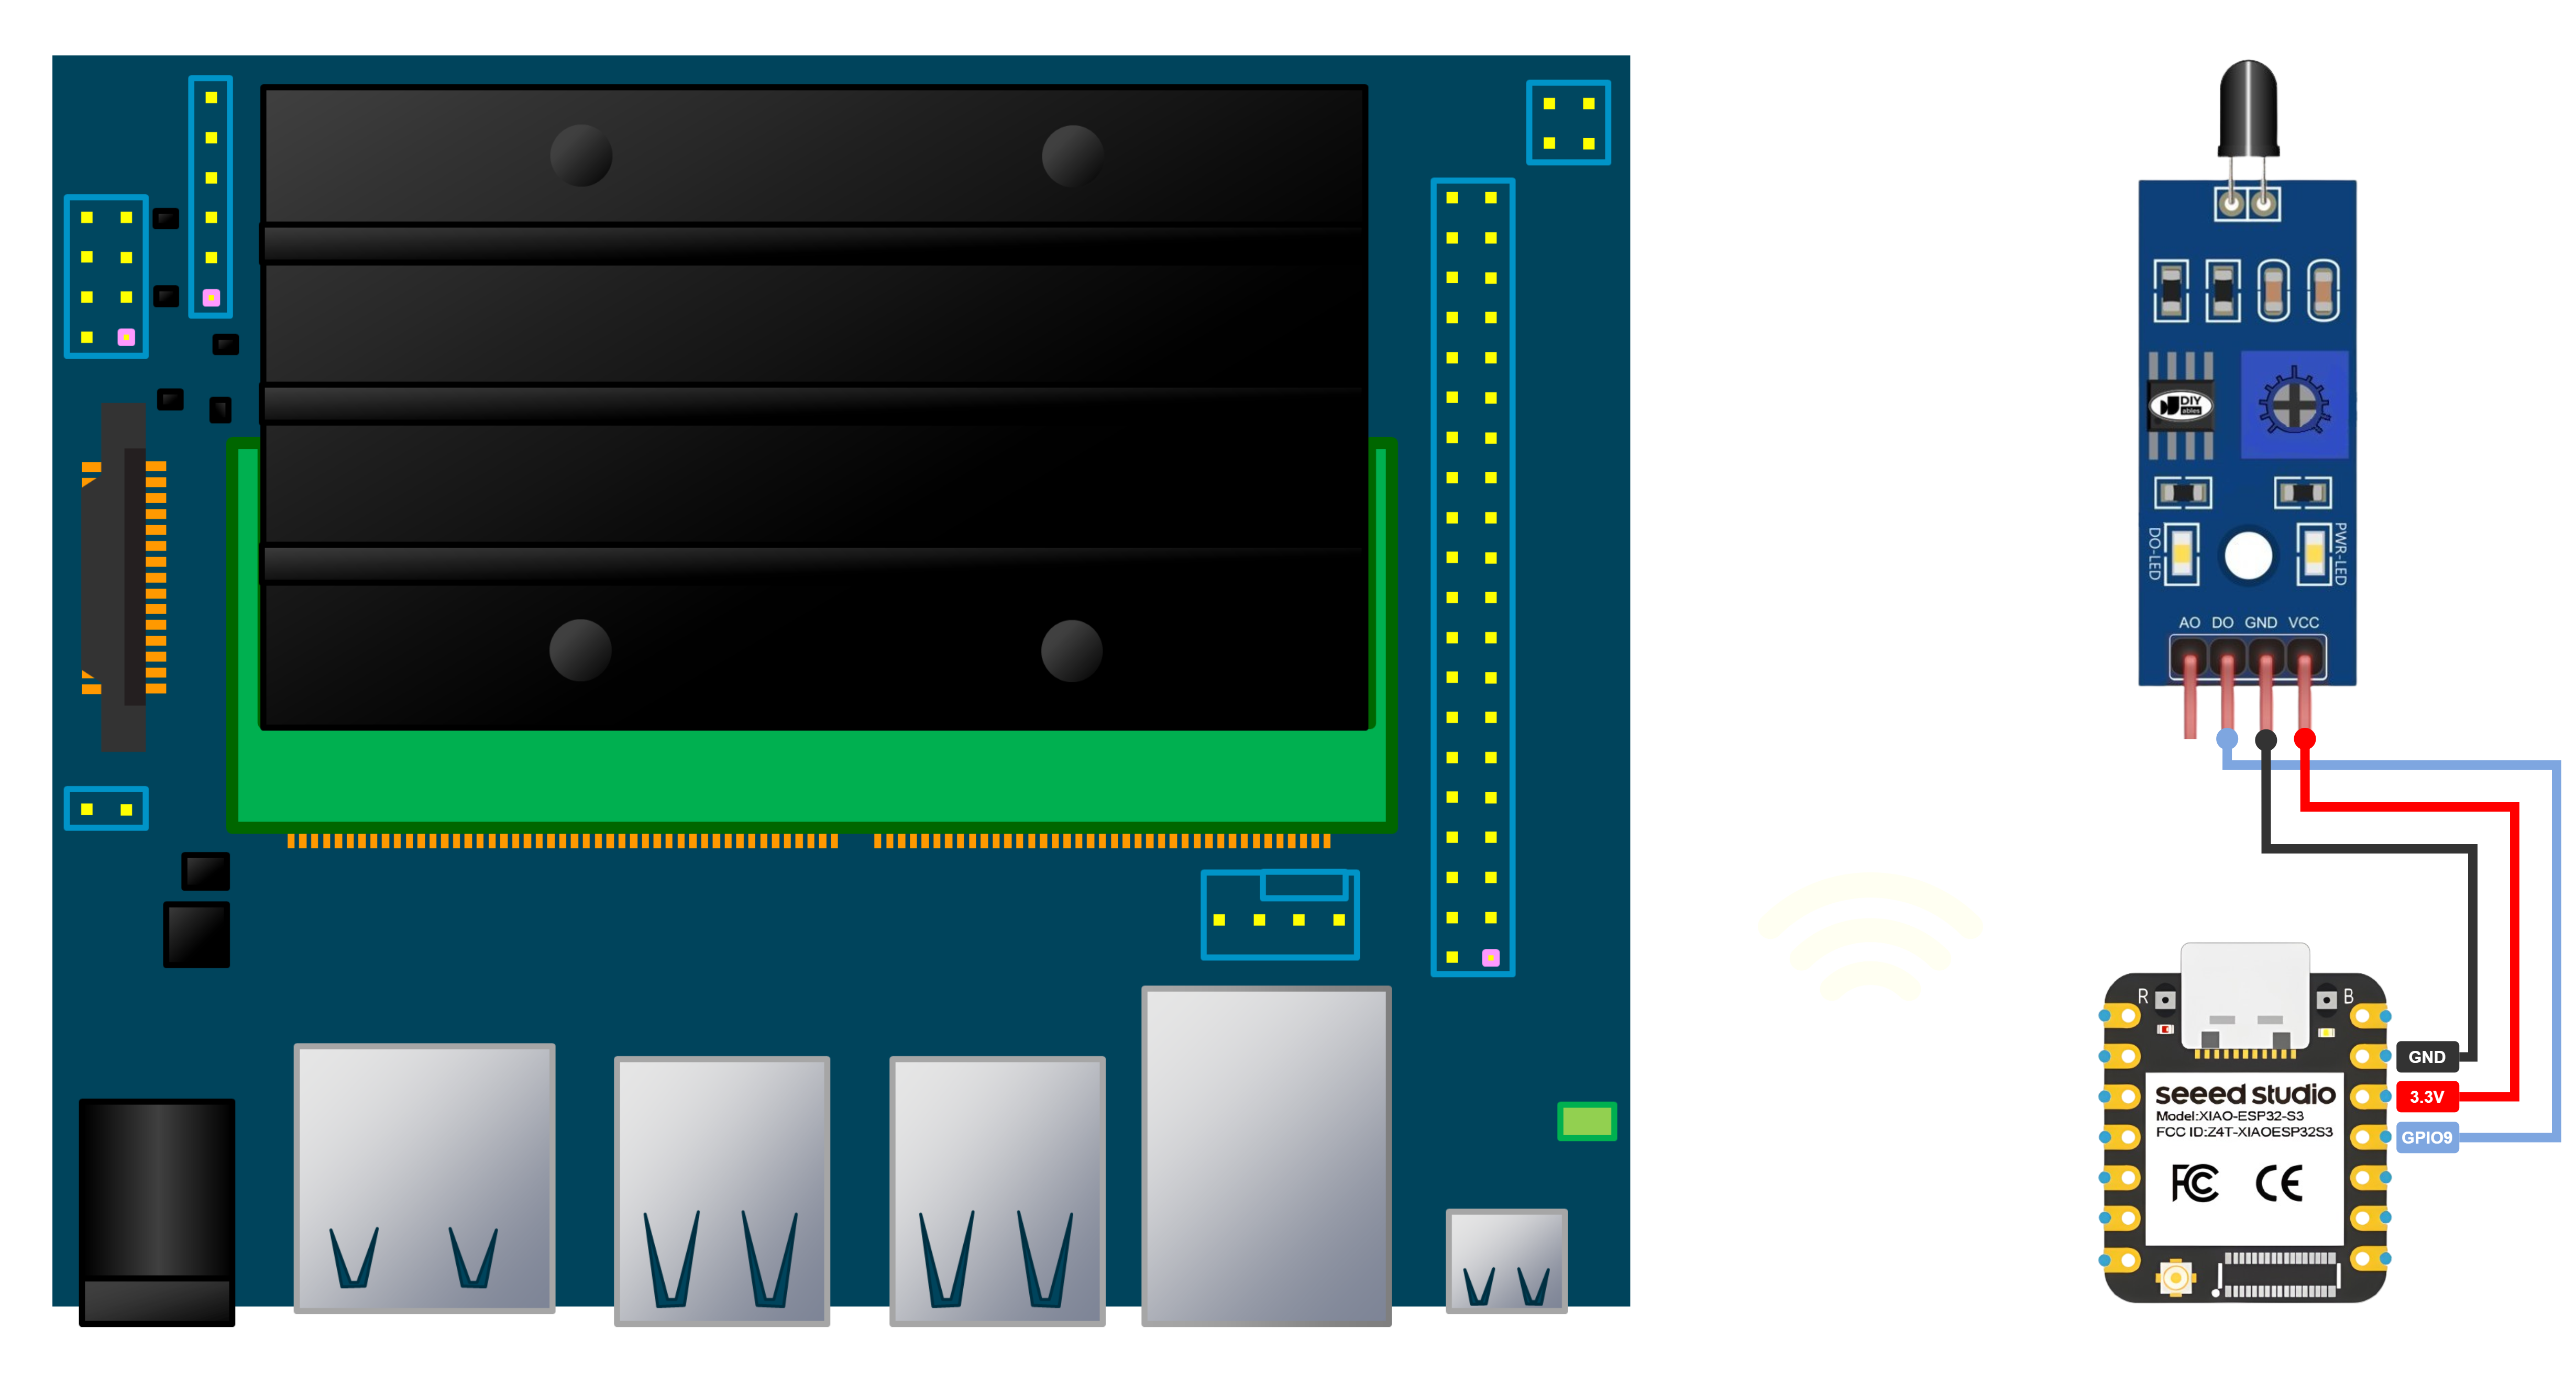 DIY
ables
DO-LED
PWR-LED
AO DO GND VCC
R
B
GND
3.3V
GPIO9
seeed studio
Model:XIAO-ESP32-S3
FCC ID:Z4T-XIAOESP32S3
FC CE